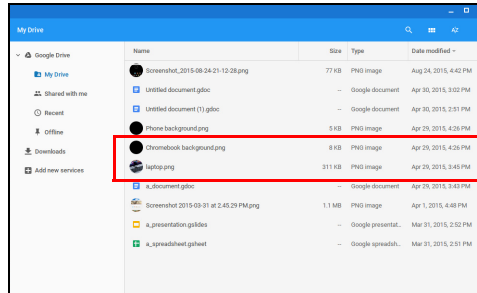 My Drive
Name Size Type Date modified
Google Drive
My Drive
Shared with me
Recent
Offline
Downloads
Add new services
Screenshot_2015-08-24-21-12-28.png 77 KB PNG image Aug 24, 2015, 4:42 PM
Untitled document.gdoc -- Google document Apr 30, 2015, 3:02 PM
Untitled document (1).gdoc -- Google document Apr 30, 2015, 2:51 PM
Phone background.png 5 KB PNG image Apr 29, 2015, 4:26 PM
Chromebook background.png 8 KB PNG image Apr 29, 2015, 4:26 PM
laptop.png 311 KB PNG image Apr 29, 2015, 3:45 PM
a_document.gdoc -- Google document Apr 29, 2015, 3:43 PM
Screenshot 2015-03-31 at 2.45.29 PM.png 1.1 MB PNG image Apr 1, 2015, 4:48 PM
a_presentation.gslides -- Google presentat... Mar 31, 2015, 2:52 PM
a_spreadsheet.gsheet -- Google spreadsh... Mar 31, 2015, 2:51 PM